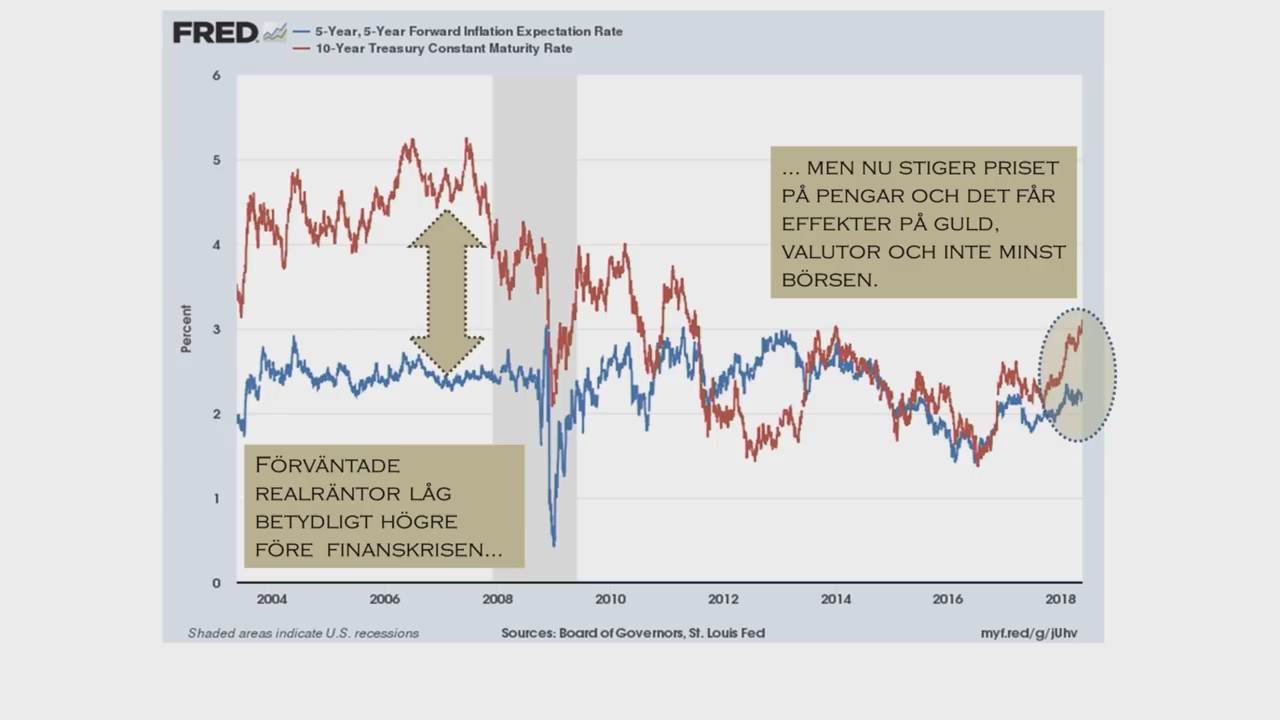 FRED
5-Year, 5-Year Forward Inflation Expectation Rate
10-Year Treasury Constant Maturity Rate
6
5
4
3
2
1
0
Percent
... MEN NU STIGER PRISET
PÅ PENGAR OCH DET FÅR
EFFEKTER PÅ GULD,
VALUTOR OCH INTE MINST
BÖRSEN.
FÖRVÄNTADE
REALRÄNTOR LÅG
BETYDLIGT HÖGRE
FÖRE FINANSKRISEN...
2004 2006 2008 2010 2012 2014 2016 2018
Shaded areas indicate U.S. recessions Sources: Board of Governors, St. Louis Fed myf.red/g/jUhv